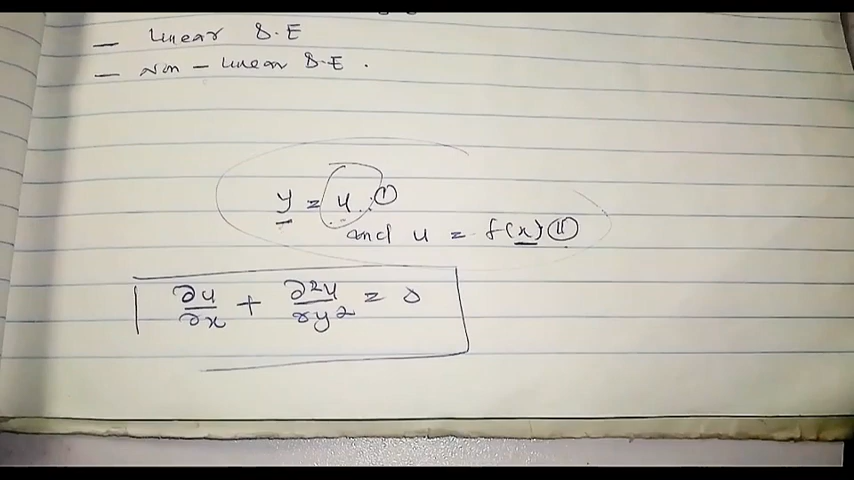 — Linear D.E
— Non - Linear D.E .
y = u . ①
and u = f(x) ②
∂u/∂x + ∂²u/∂y² = 0